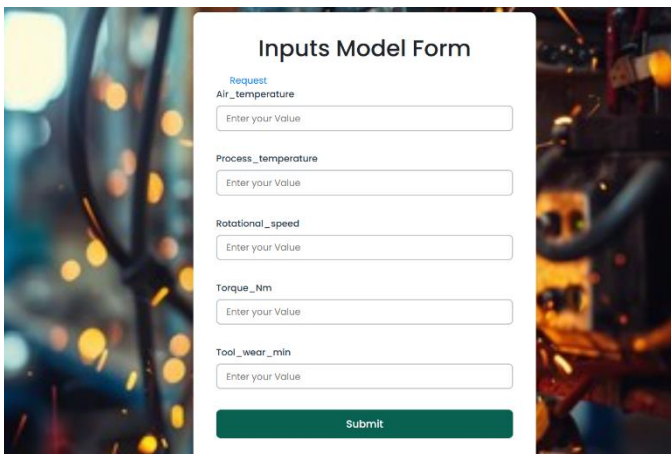 Inputs Model Form
Request
Air_temperature
Enter your Value
Process_temperature
Enter your Value
Rotational_speed
Enter your Value
Torque_Nm
Enter your Value
Tool_wear_min
Enter your Value
Submit